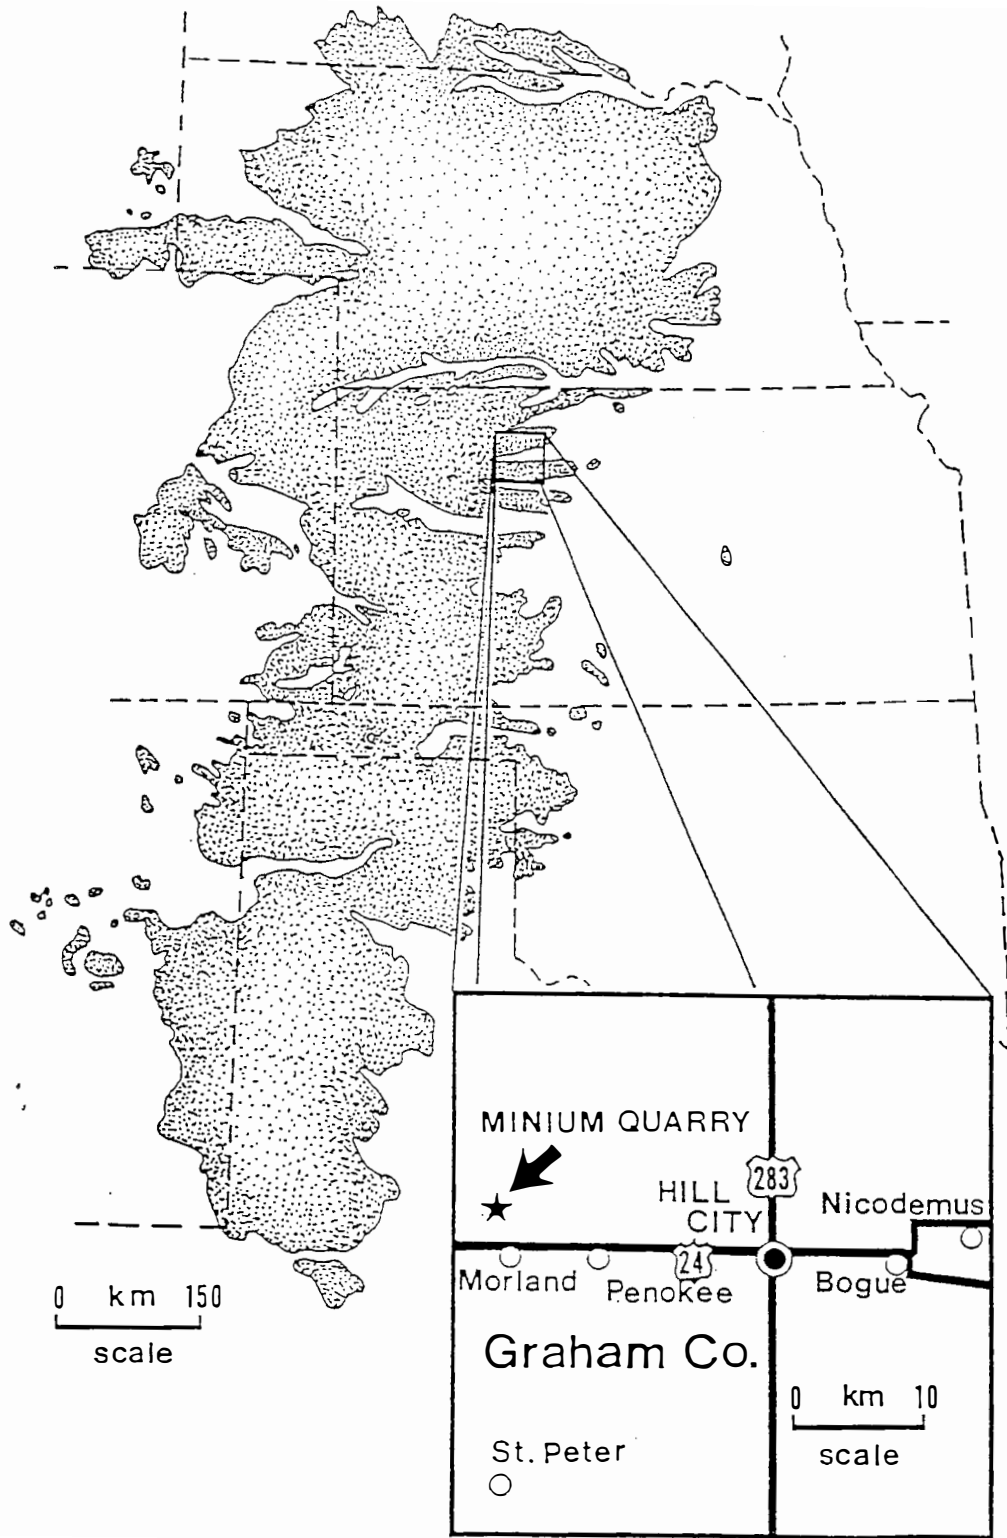 MINIUM QUARRY
283
HILL
CITY
Nicodemus
24
Morland
Penokee
Bogue
Graham Co.
0 km 150
scale
0 km 10
scale
St. Peter